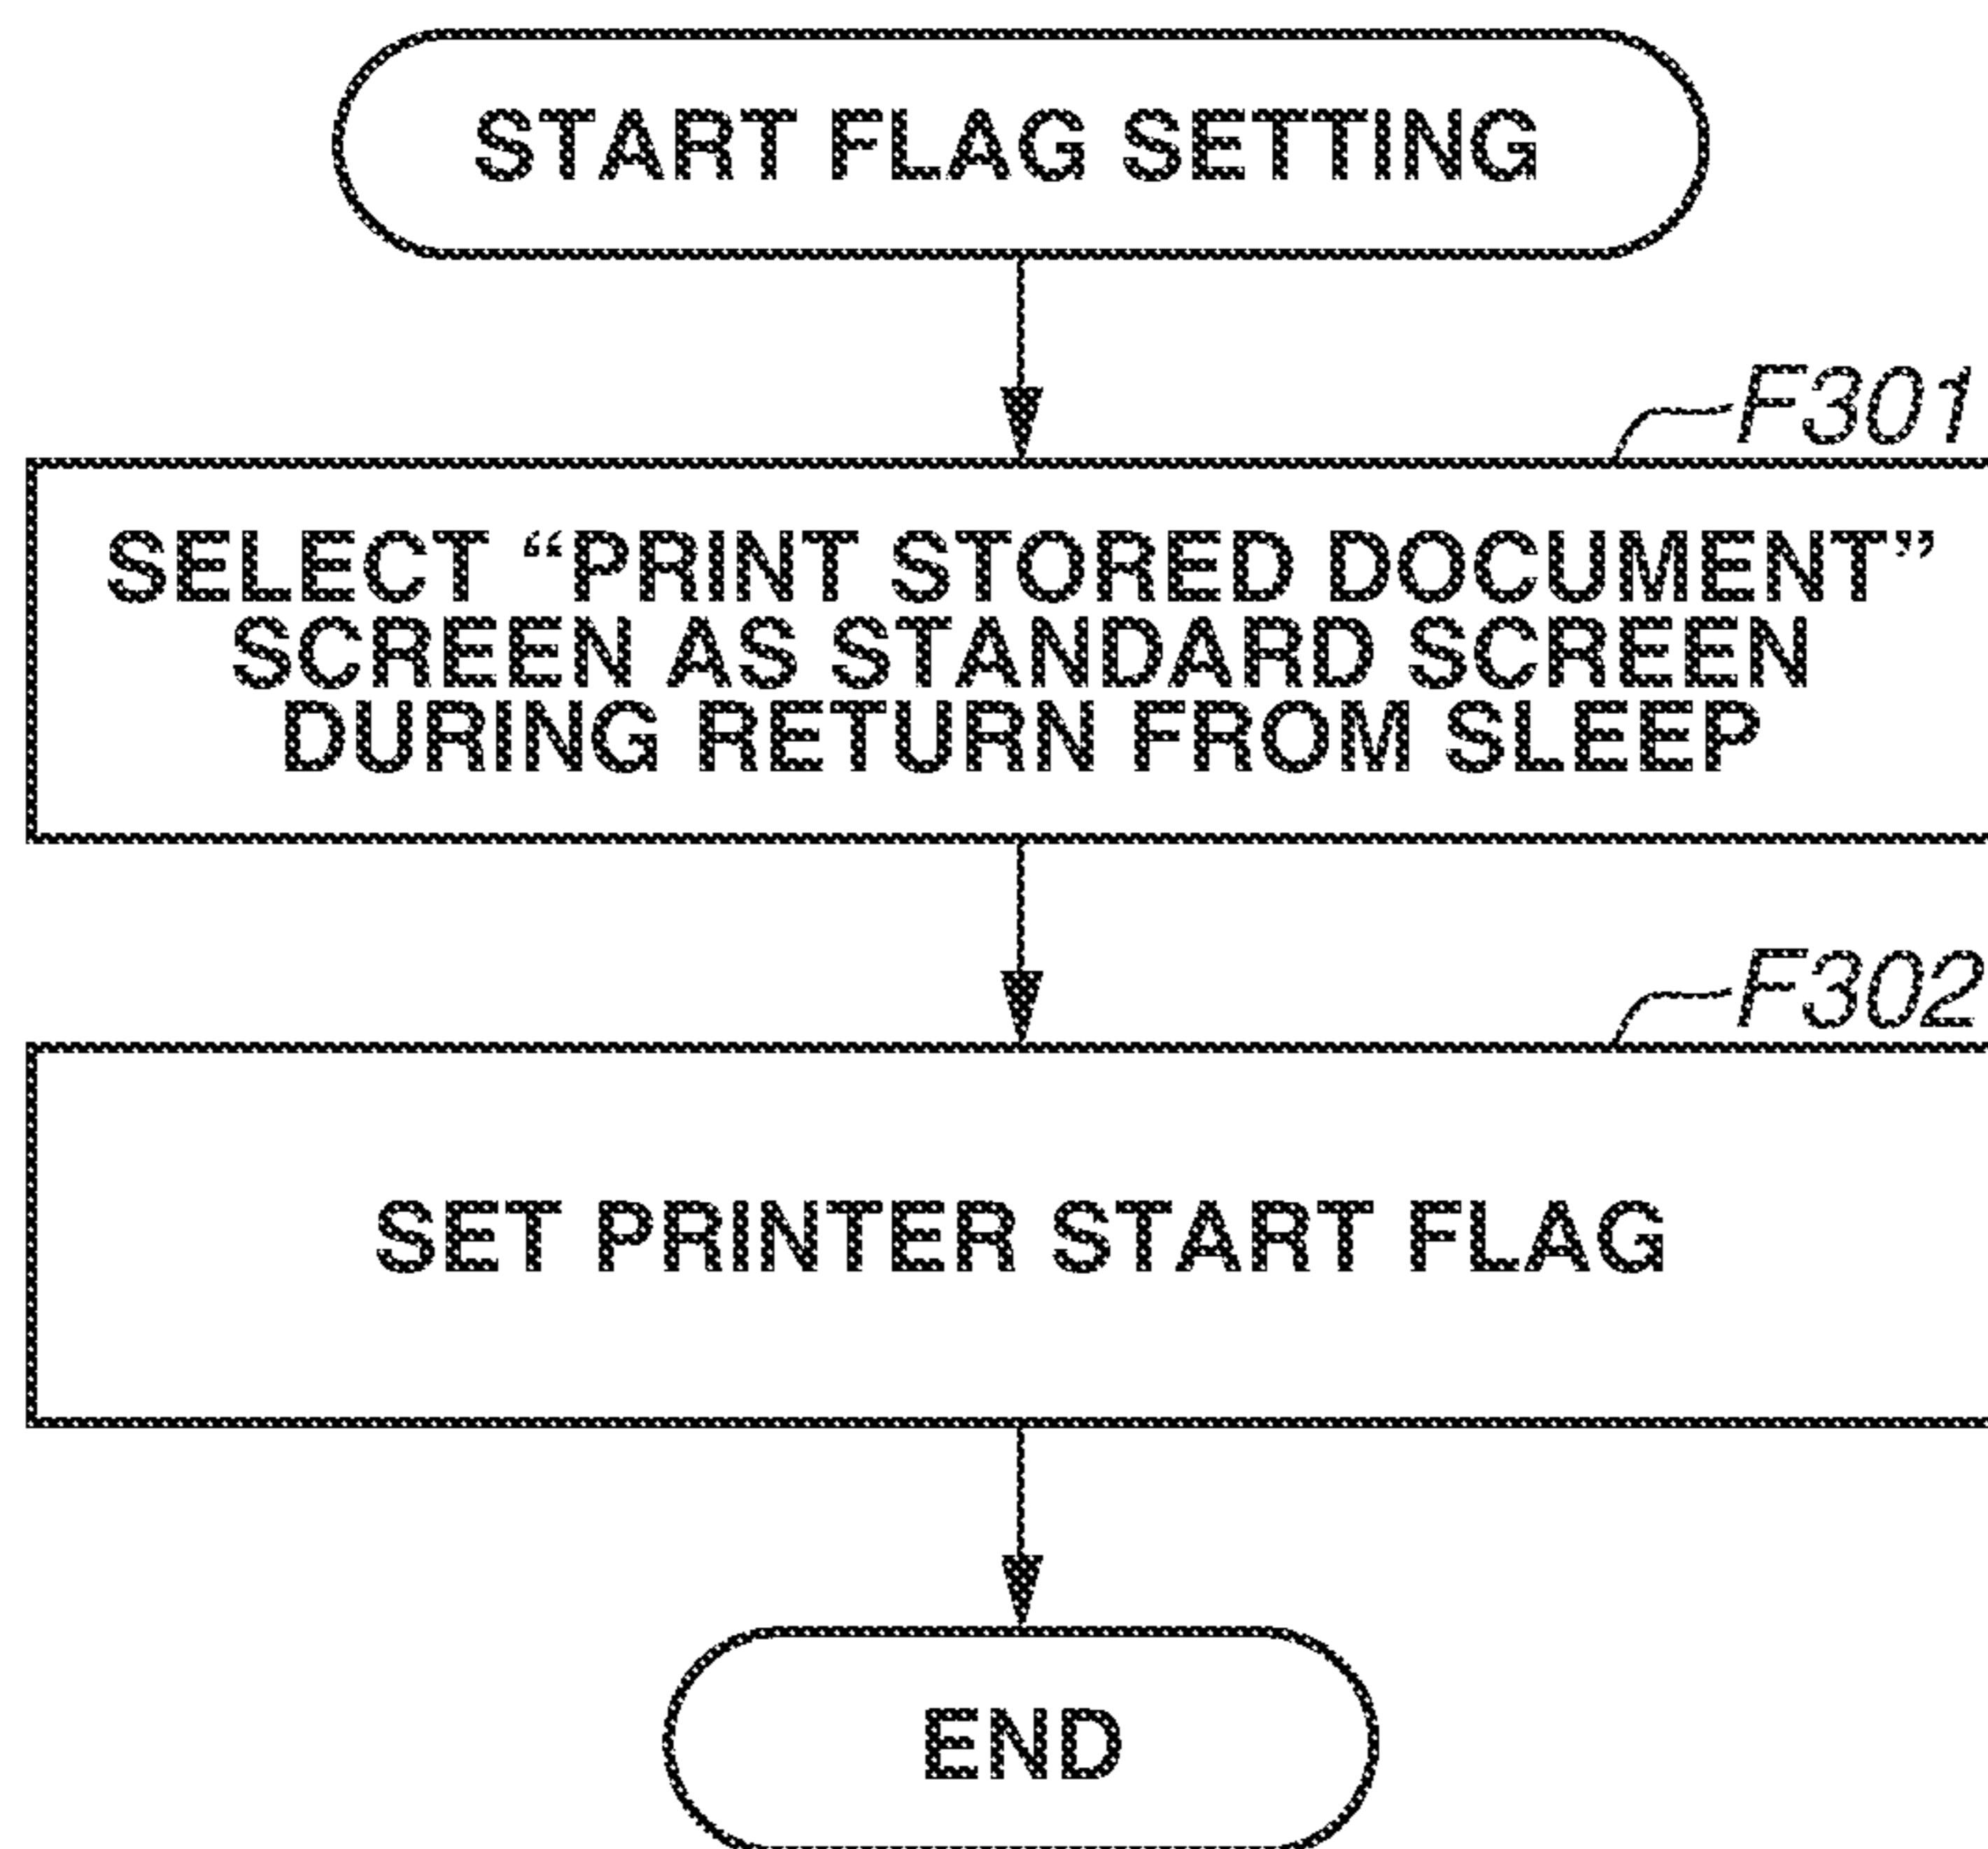 START FLAG SETTING
F301
SELECT “PRINT STORED DOCUMENT”
SCREEN AS STANDARD SCREEN
DURING RETURN FROM SLEEP
F302
SET PRINTER START FLAG
END